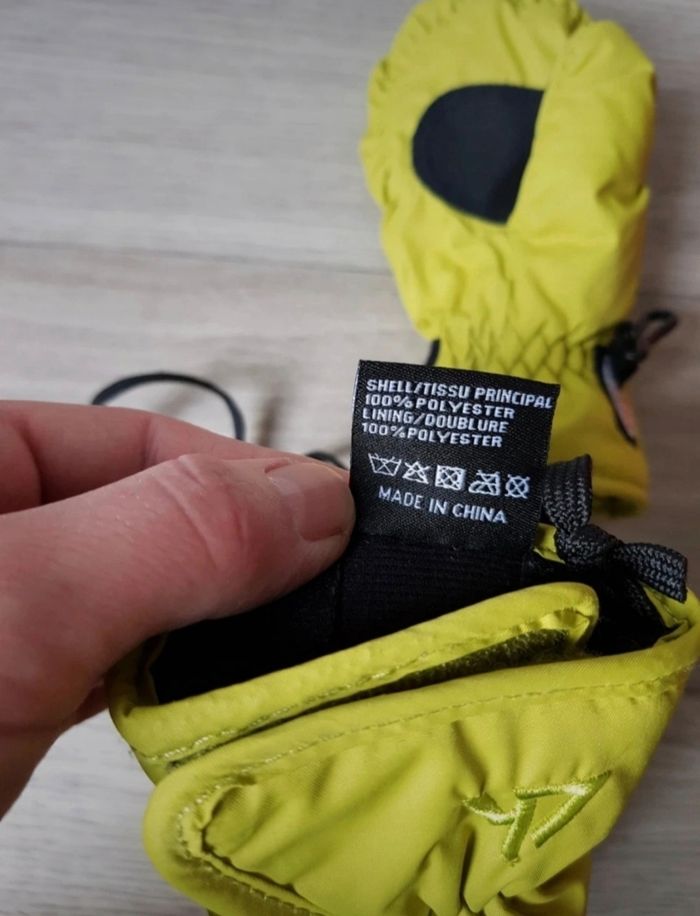 SHELL/TISSU PRINCIPAL
100% POLYESTER
LINING/DOUBLURE
100%POLYESTER
MADE IN CHINA